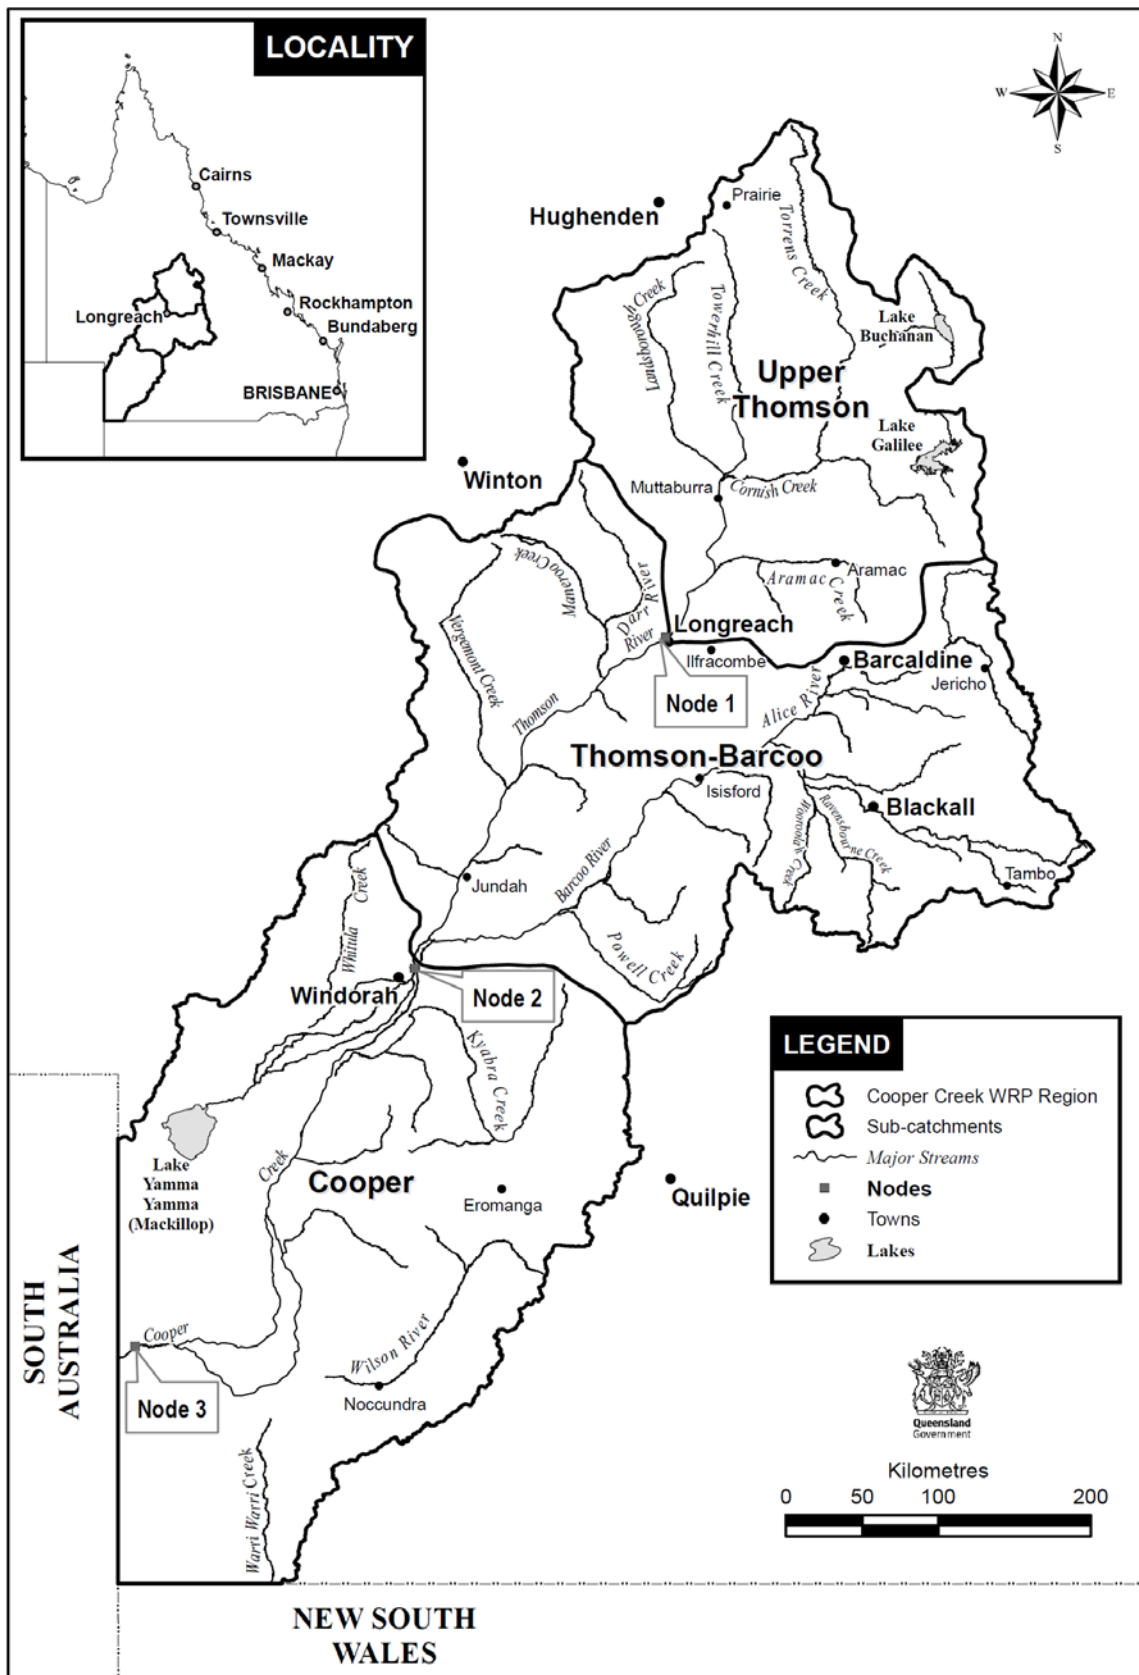 LOCALITY
Cairns
Townsville
Mackay
Rockhampton
Longreach
Bundaberg
BRISBANE
N
W
E
S
Hughenden
Prairie
Torrens Creek
Landsborough Creek
Towerhill Creek
Lake
Buchanan
Upper
Thomson
Lake
Galilee
Winton
Muttaburra
Cornish Creek
Maneroo Creek
Darr River
River
Aramac
Aramac Creek
Vergemont Creek
Longreach
Ilfracombe
Barcaldine
Jericho
Node 1
Alice River
Thomson
Thomson-Barcoo
Isisford
Blackall
Ravensbourne Creek
Barcoo River
Jundah
Tambo
Whitula Creek
Powell Creek
Windorah
Node 2
Kyabra Creek
LEGEND
Cooper Creek WRP Region
Sub-catchments
Major Streams
Nodes
Towns
Lakes
Lake
Yamma
Yamma
(Mackillop)
Creek
Cooper
Eromanga
Quilpie
SOUTH
AUSTRALIA
Cooper
Wilson River
Node 3
Noccundra
Warri Warri Creek
Queensland
Government
Kilometres
0 50 100 200
NEW SOUTH
WALES